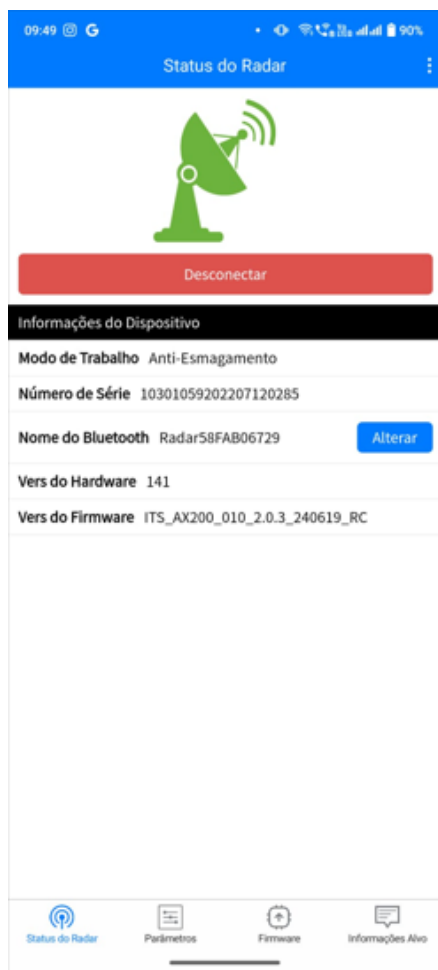 09:49 G 90%
Status do Radar
Desconectar
Informações do Dispositivo
Modo de Trabalho Anti-Esmagamento
Número de Série 10301059202207120285
Nome do Bluetooth Radar58FAB06729 Alterar
Vers do Hardware 141
Vers do Firmware ITS_AX200_010_2.0.3_240619_RC
Status do Radar Parâmetros Firmware Informações Alvo